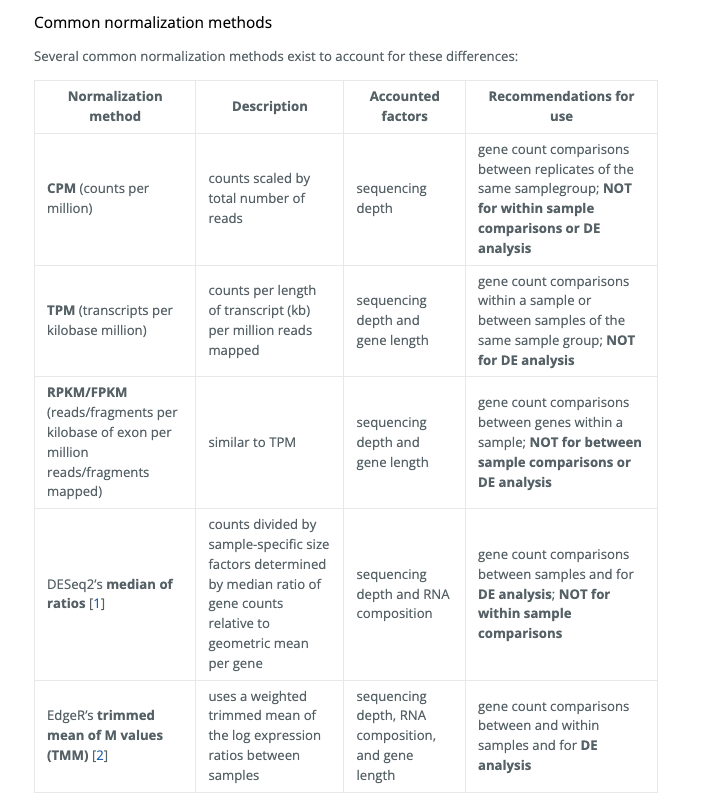 Common normalization methods
Several common normalization methods exist to account for these differences:
Normalization
method
Description
Accounted
factors
Recommendations for
use
CPM (counts per
million)
counts scaled by
total number of
reads
sequencing
depth
gene count comparisons
between replicates of the
same samplegroup; NOT
for within sample
comparisons or DE
analysis
TPM (transcripts per
kilobase million)
counts per length
of transcript (kb)
per million reads
mapped
sequencing
depth and
gene length
gene count comparisons
within a sample or
between samples of the
same sample group; NOT
for DE analysis
RPKM/FPKM
(reads/fragments per
kilobase of exon per
million
reads/fragments
mapped)
similar to TPM
sequencing
depth and
gene length
gene count comparisons
between genes within a
sample; NOT for between
sample comparisons or
DE analysis
DESeq2's median of
ratios [1]
counts divided by
sample-specific size
factors determined
by median ratio of
gene counts
relative to
geometric mean
per gene
sequencing
depth and RNA
composition
gene count comparisons
between samples and for
DE analysis; NOT for
within sample
comparisons
EdgeR's trimmed
mean of M values
(TMM) [2]
uses a weighted
trimmed mean of
the log expression
ratios between
samples
sequencing
depth, RNA
composition,
and gene
length
gene count comparisons
between and within
samples and for DE
analysis